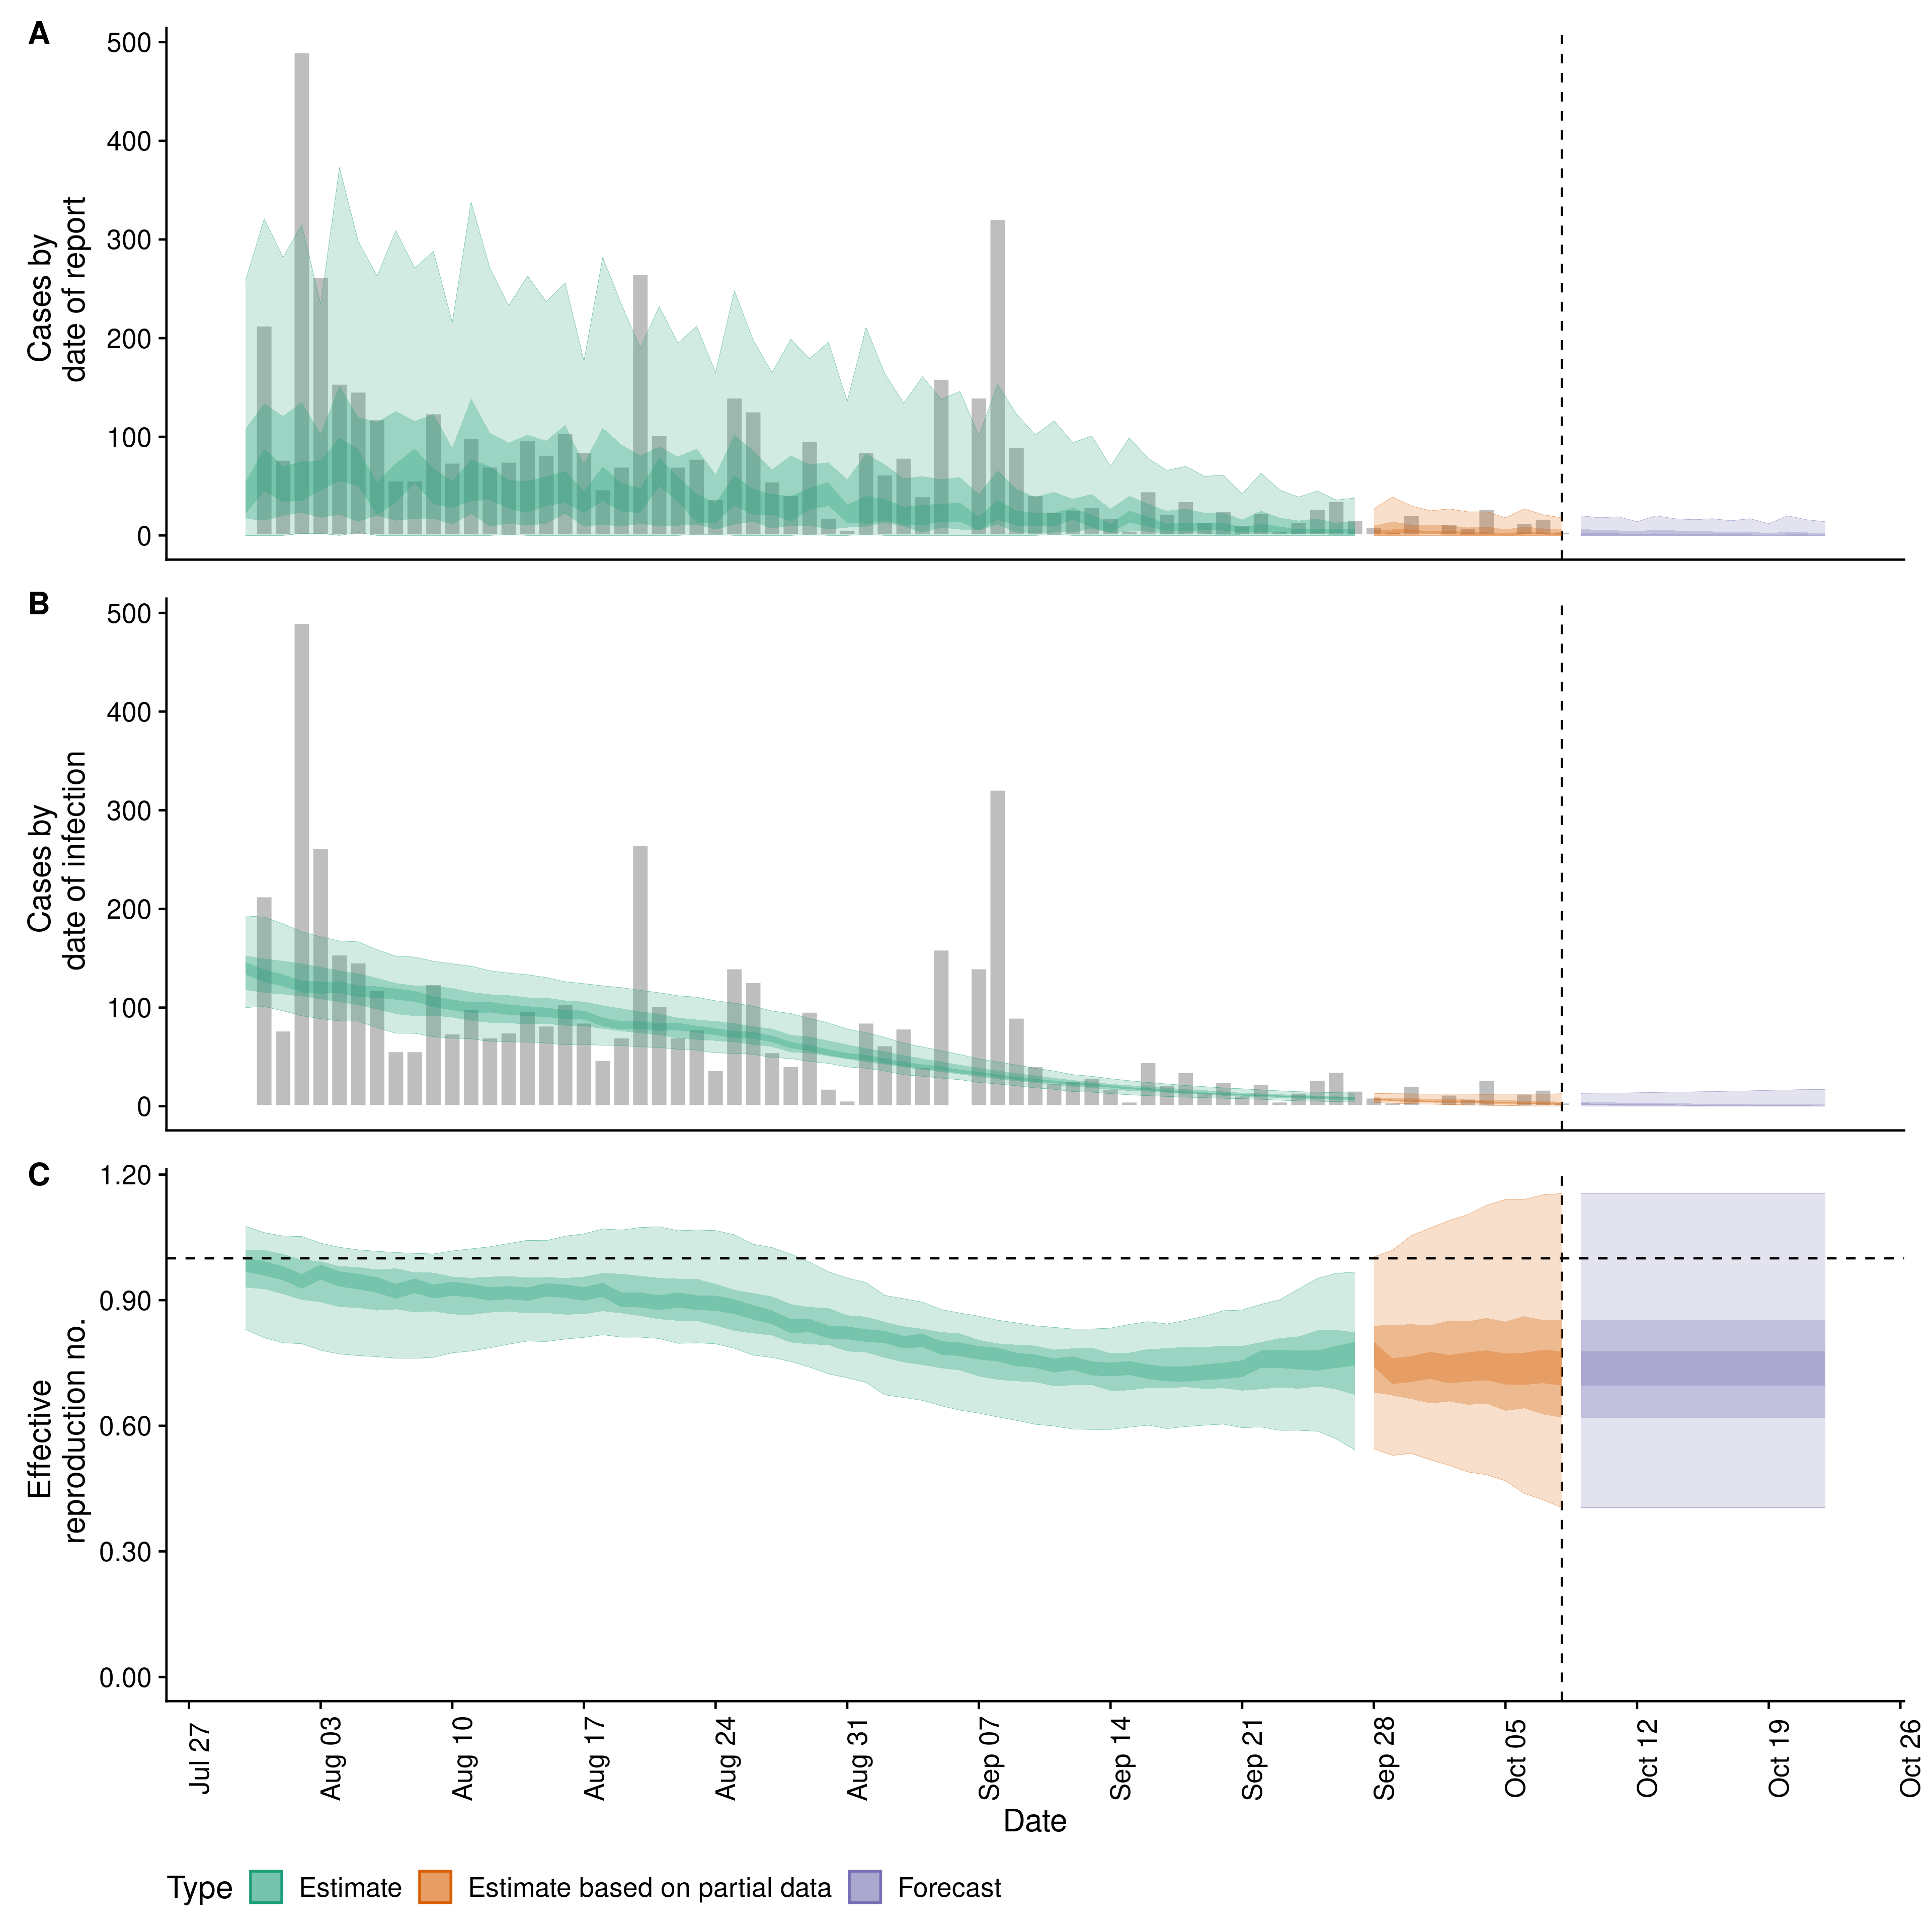 A
500
400
300
200
100
0
Cases by
date of report
B
500
400
300
200
100
0
Cases by
date of infection
C
1.20
0.90
0.60
0.30
0.00
Effective
reproduction no.
Jul 27
Aug 03
Aug 10
Aug 17
Aug 24
Aug 31
Sep 07
Sep 14
Sep 21
Sep 28
Oct 05
Oct 12
Oct 19
Oct 26
Date
Type Estimate Estimate based on partial data Forecast